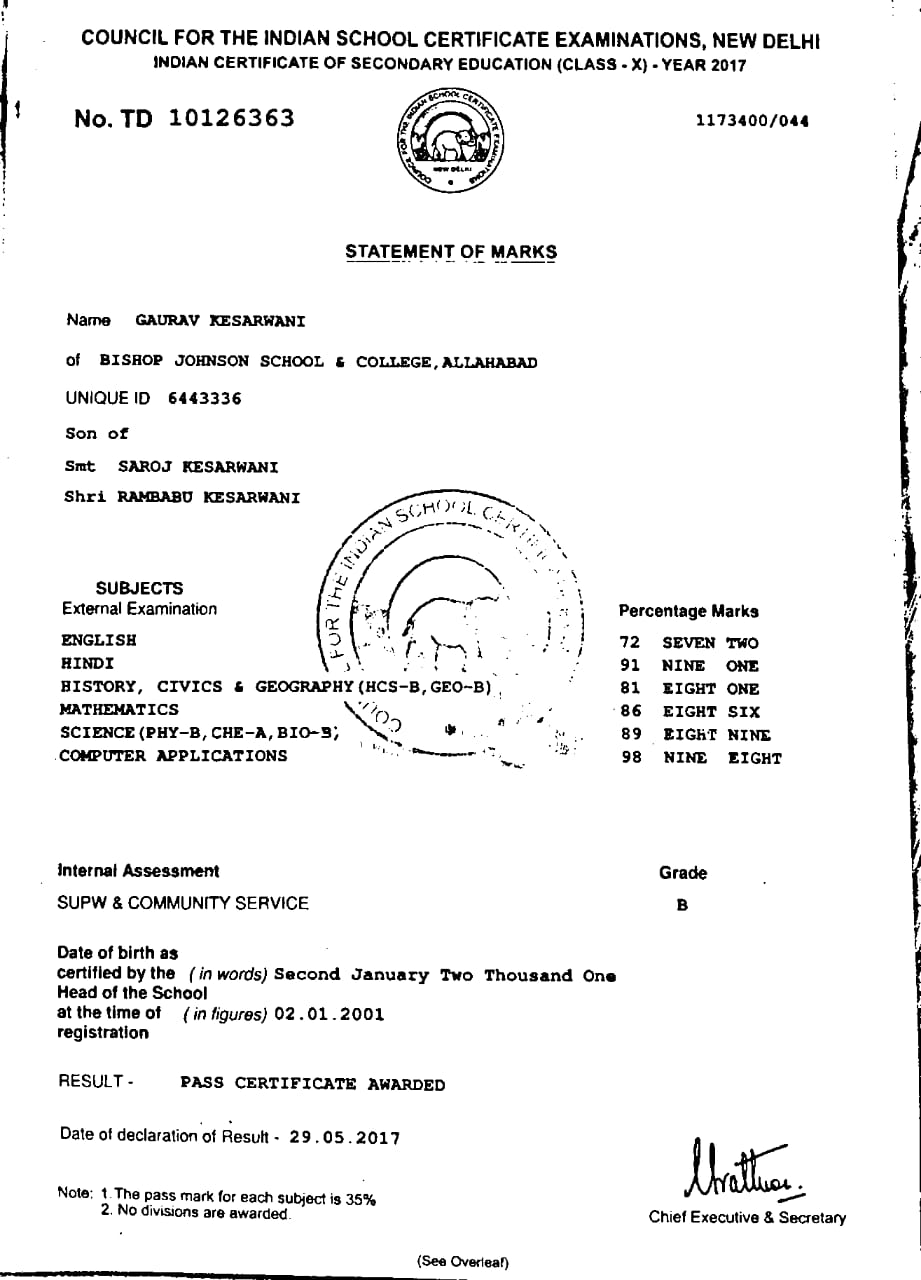 COUNCIL FOR THE INDIAN SCHOOL CERTIFICATE EXAMINATIONS, NEW DELHI
INDIAN CERTIFICATE OF SECONDARY EDUCATION (CLASS - X) - YEAR 2017
No. TD 10126363
1173400/044
COUNCIL FOR THE INDIAN SCHOOL CERTIFICATE EXAMINATIONS
NEW DELHI
STATEMENT OF MARKS
Name GAURAV KESARWANI
of BISHOP JOHNSON SCHOOL & COLLEGE, ALLAHABAD
UNIQUE ID 6443336
Son of
Smt SAROJ KESARWANI
Shri RAMBABU KESARWANI
FOR THE INDIAN SCHOOL
SUBJECTS
External Examination Percentage Marks
ENGLISH 72 SEVEN TWO
HINDI 91 NINE ONE
HISTORY, CIVICS & GEOGRAPHY (HCS-B, GEO-B) 81 EIGHT ONE
MATHEMATICS 86 EIGHT SIX
SCIENCE (PHY-B, CHE-A, BIO-B) 89 EIGHT NINE
COMPUTER APPLICATIONS 98 NINE EIGHT
Internal Assessment Grade
SUPW & COMMUNITY SERVICE B
Date of birth as
certified by the (in words) Second January Two Thousand One
Head of the School
at the time of (in figures) 02.01.2001
registration
RESULT - PASS CERTIFICATE AWARDED
Date of declaration of Result - 29.05.2017
Note: 1. The pass mark for each subject is 35%
2. No divisions are awarded.
Chief Executive & Secretary
(See Overleaf)